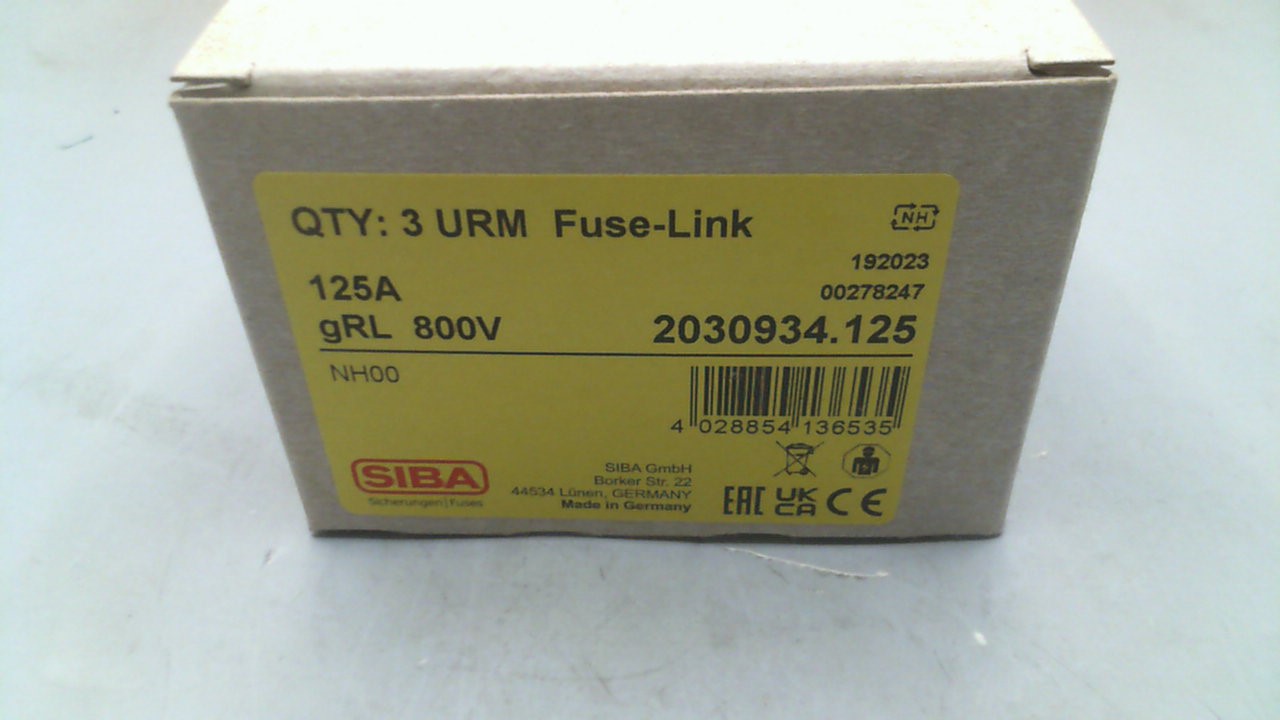 QTY: 3 URM Fuse-Link
NH
192023
125A
00278247
gRL 800V
2030934.125
NH00
4 028854 136535
SIBA
Sicherungen | Fuses
SIBA GmbH
Borker Str. 22
44534 Lünen, GERMANY
Made in Germany
EAC UK CA CE